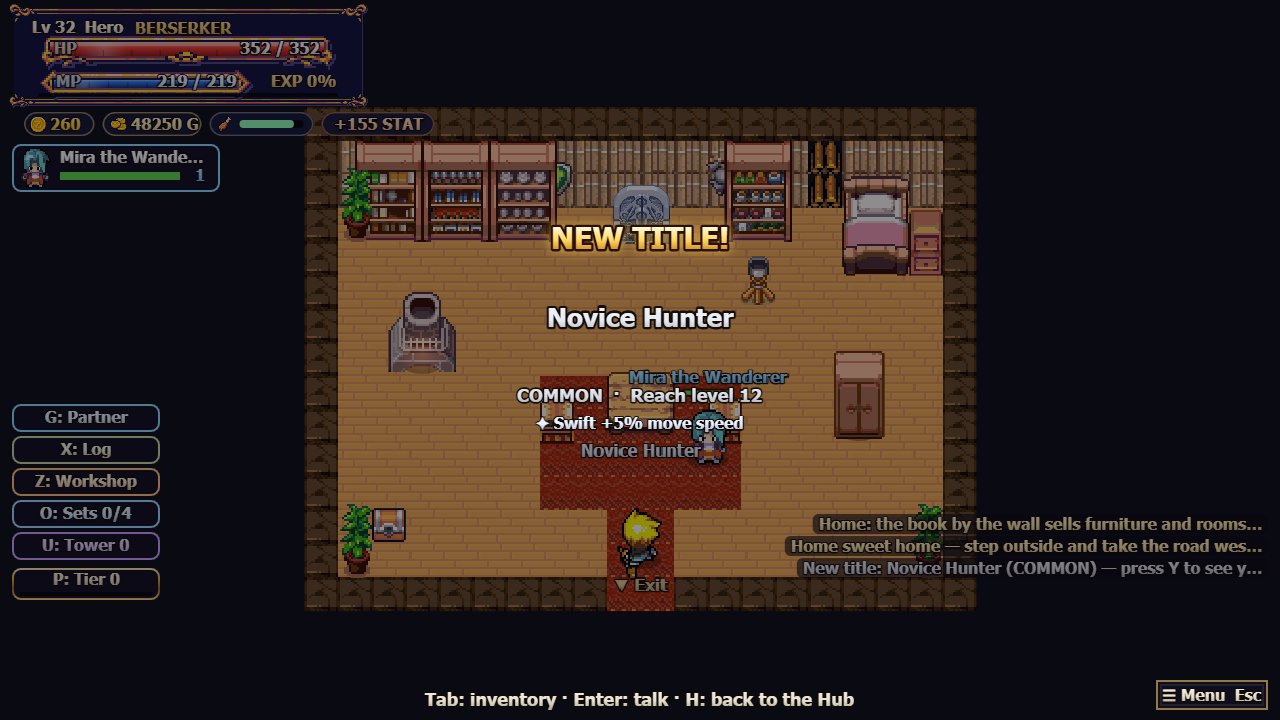 Lv 32 Hero BERSERKER
HP 352 / 352
MP 219 / 219 EXP 0%
260 48250 G +155 STAT
Mira the Wande...
1
NEW TITLE!
Novice Hunter
Mira the Wanderer
COMMON · Reach level 12
✦ Swift +5% move speed
Novice Hunter
G: Partner
X: Log
Z: Workshop
O: Sets 0/4
U: Tower 0
P: Tier 0
Home: the book by the wall sells furniture and rooms...
Home sweet home — step outside and take the road wes...
New title: Novice Hunter (COMMON) — press Y to see y...
▼ Exit
Tab: inventory · Enter: talk · H: back to the Hub
☰ Menu Esc